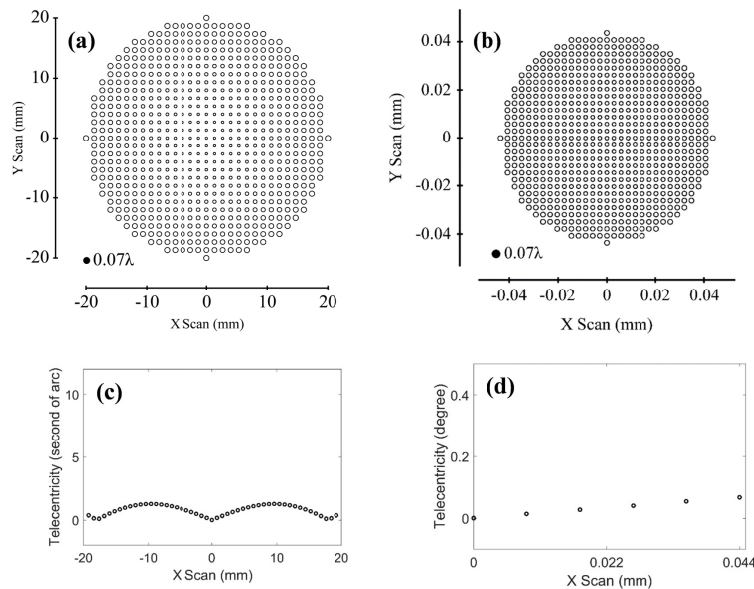 (a)
Y Scan (mm)
20
10
0
-10
-20
0.07λ
-20 -10 0 10 20
X Scan (mm)
(b)
Y Scan (mm)
0.04
0.02
0
-0.02
-0.04
0.07λ
-0.04 -0.02 0 0.02 0.04
X Scan (mm)
(c)
Telecentricity (second of arc)
10
5
0
-20 -10 0 10 20
X Scan (mm)
(d)
Telecentricity (degree)
0.4
0.2
0
0 0.022 0.044
X Scan (mm)